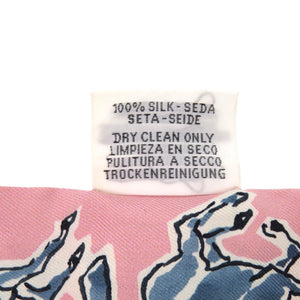 100% SILK-SEDA
SETA-SEIDE
DRY CLEAN ONLY
LIMPIEZA EN SECO
PULITURA A SECCO
TROCKENREINIGUNG